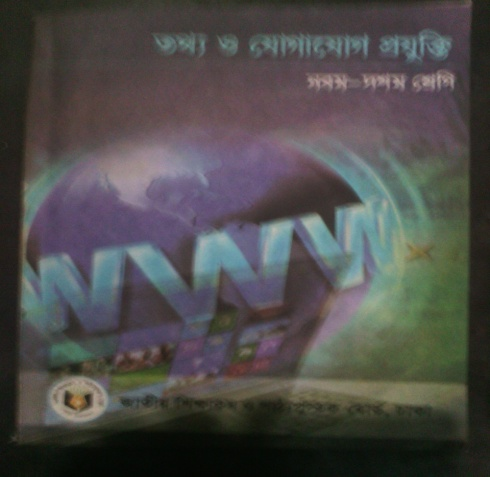 তথ্য ও যোগাযোগ প্রযুক্তি
নবম-দশম শ্রেণি
WWW
জাতীয় শিক্ষাক্রম ও পাঠ্যপুস্তক বোর্ড, ঢাকা